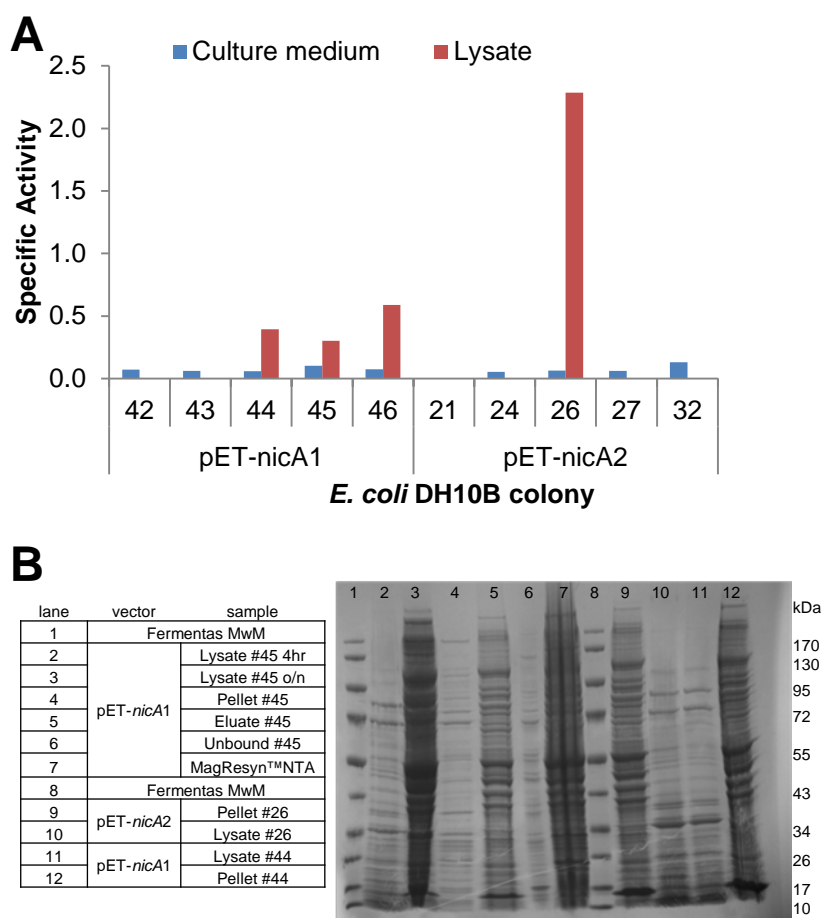 A
Culture medium Lysate
Specific Activity
2.5
2.0
1.5
1.0
0.5
0.0
42 43 44 45 46 21 24 26 27 32
pET-nicA1 pET-nicA2
E. coli DH10B colony
B
lane vector sample
1 Fermentas MwM
2 Lysate #45 4hr
3 Lysate #45 o/n
4 Pellet #45
pET-nicA1
5 Eluate #45
6 Unbound #45
7 MagResyn™NTA
8 Fermentas MwM
9 Pellet #26
pET-nicA2
10 Lysate #26
11 Lysate #44
pET-nicA1
12 Pellet #44
1 2 3 4 5 6 7 8 9 10 11 12
kDa
170
130
95
72
55
43
34
26
17
10